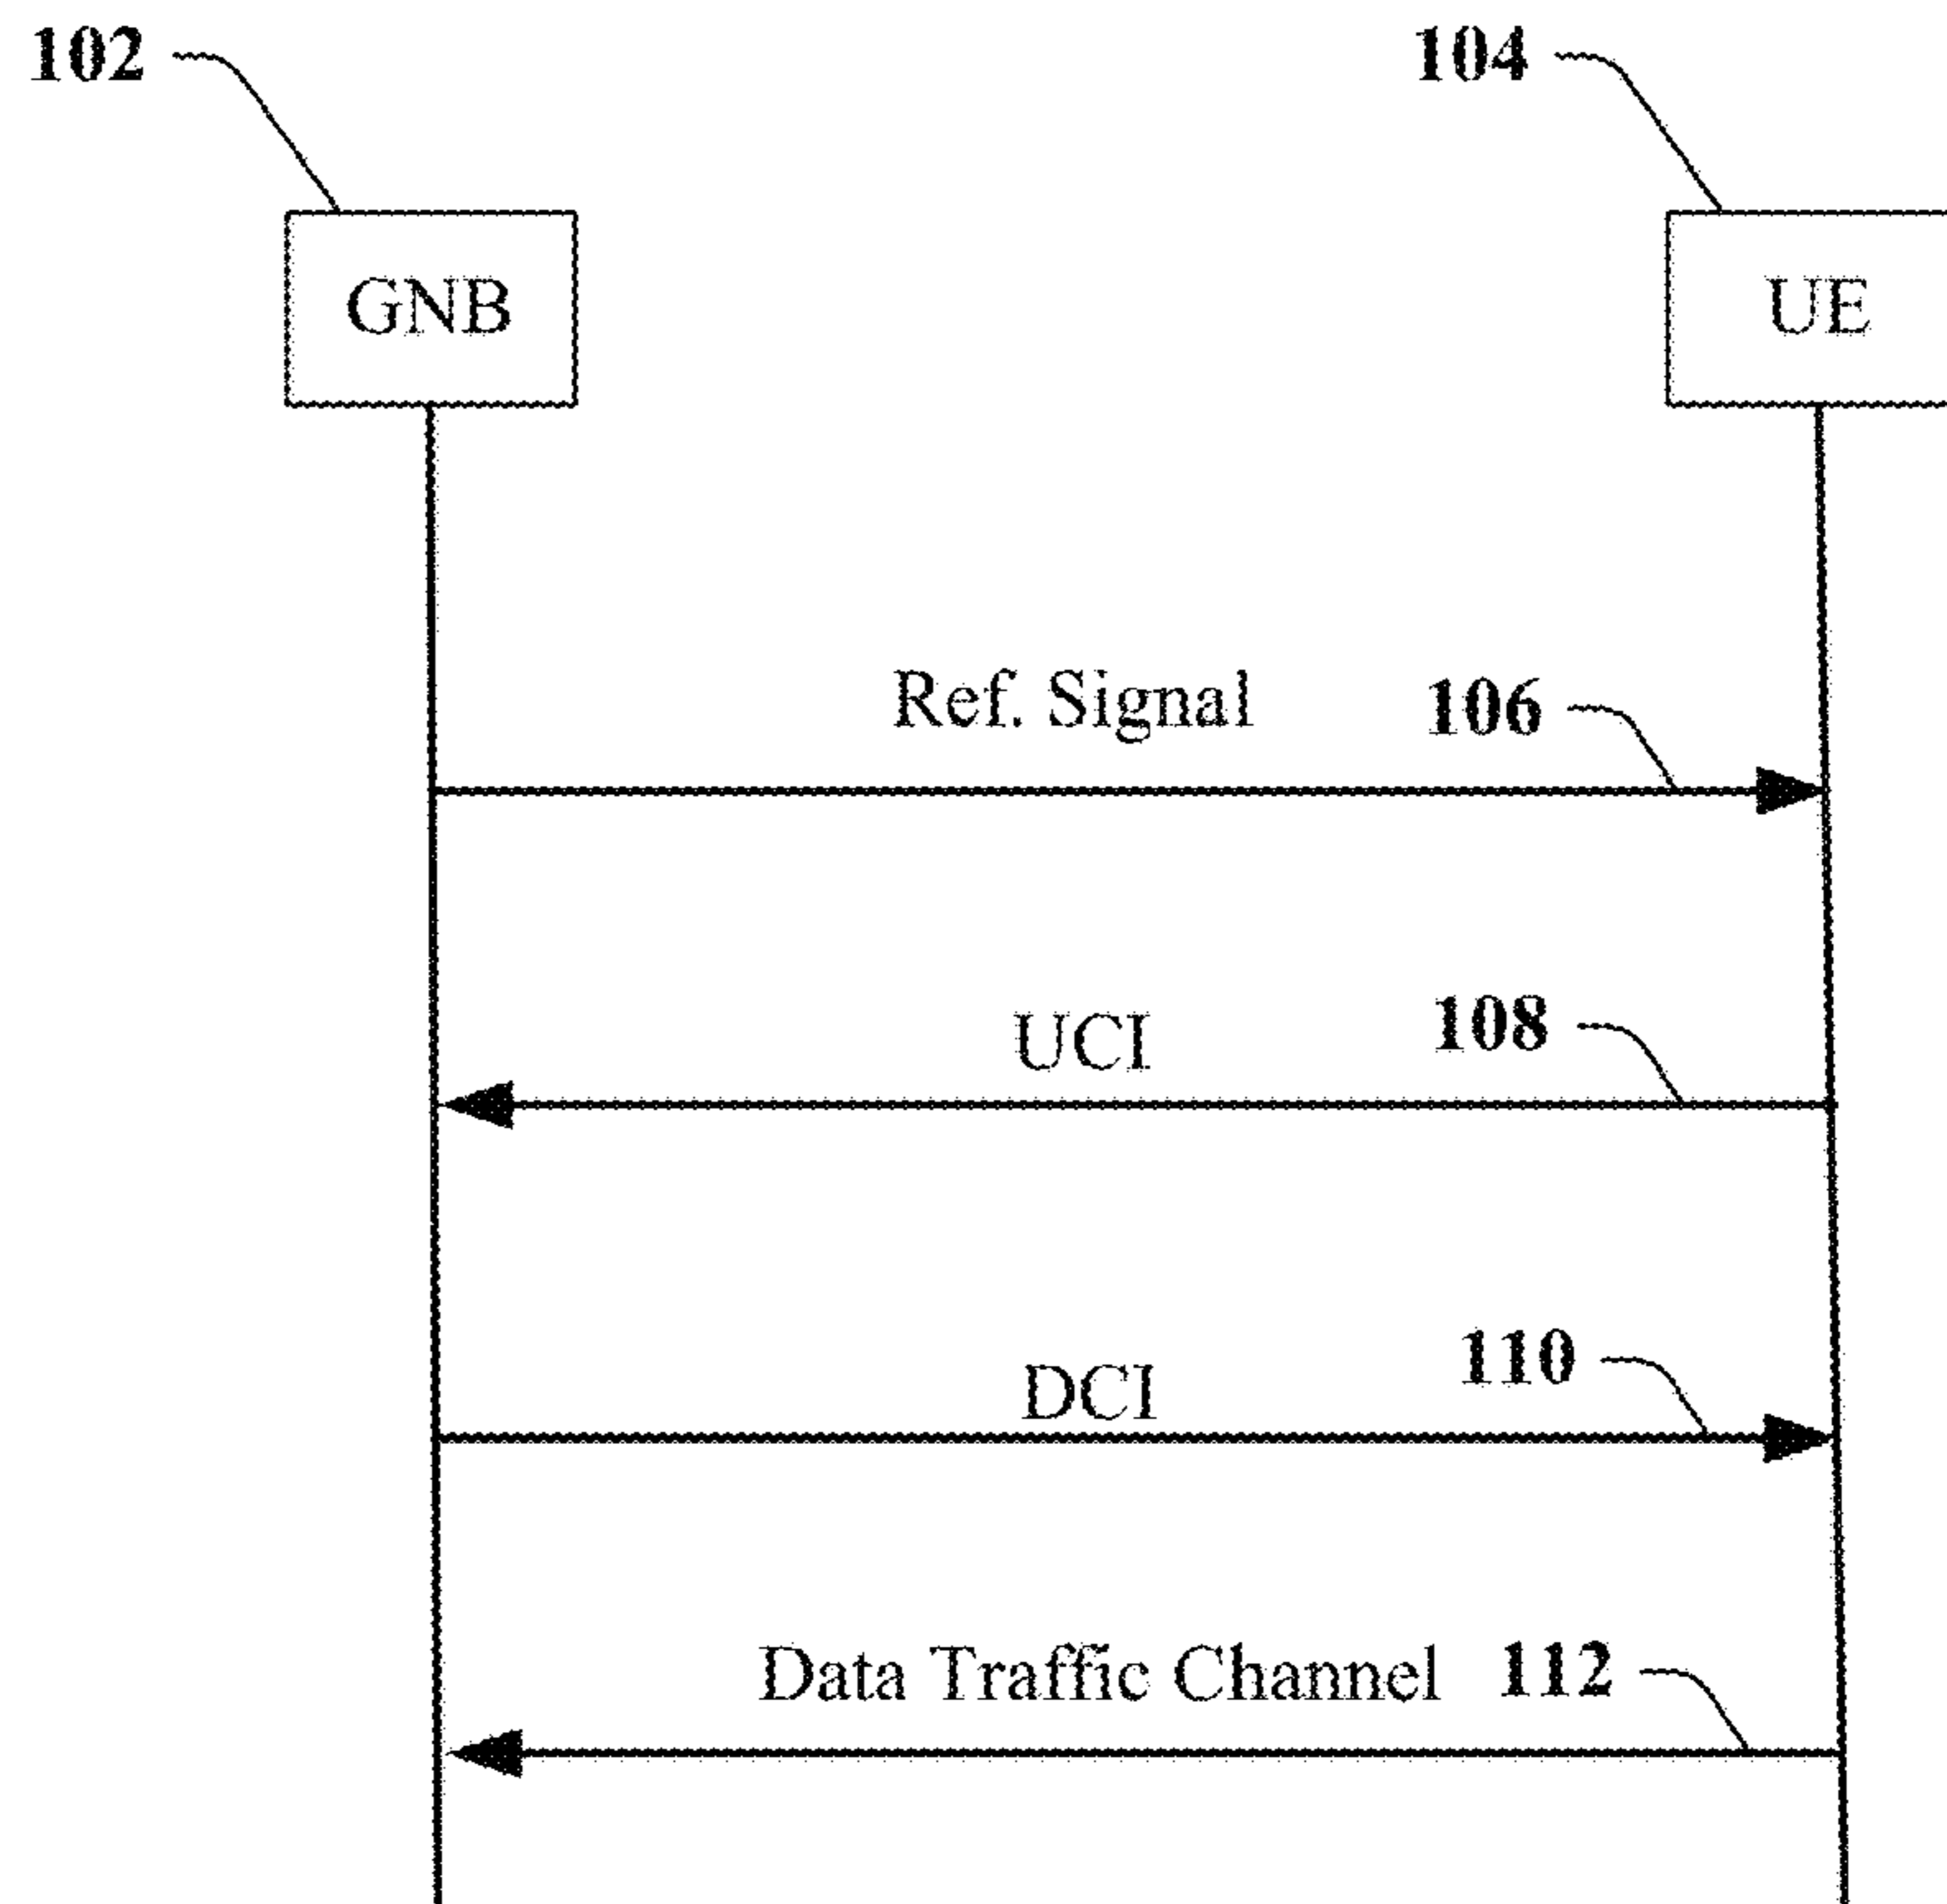 102
104
GNB
UE
Ref. Signal
106
UCI
108
DCI
110
Data Traffic Channel
112